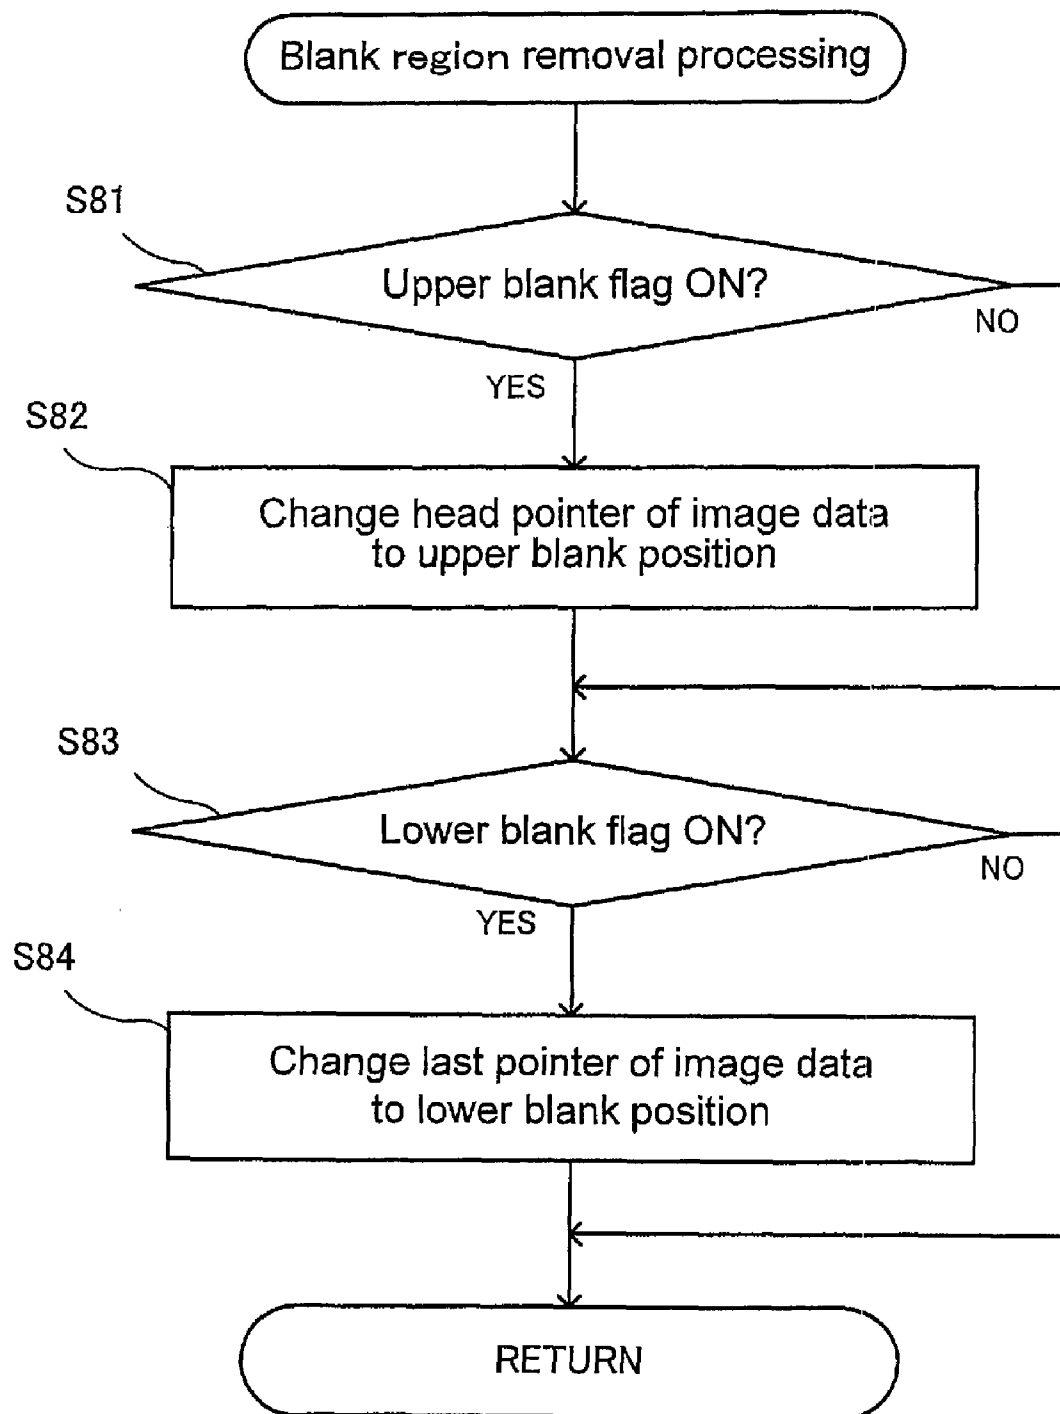 Blank region removal processing
S81
Upper blank flag ON?
NO
YES
S82
Change head pointer of image data
to upper blank position
S83
Lower blank flag ON?
NO
YES
S84
Change last pointer of image data
to lower blank position
RETURN